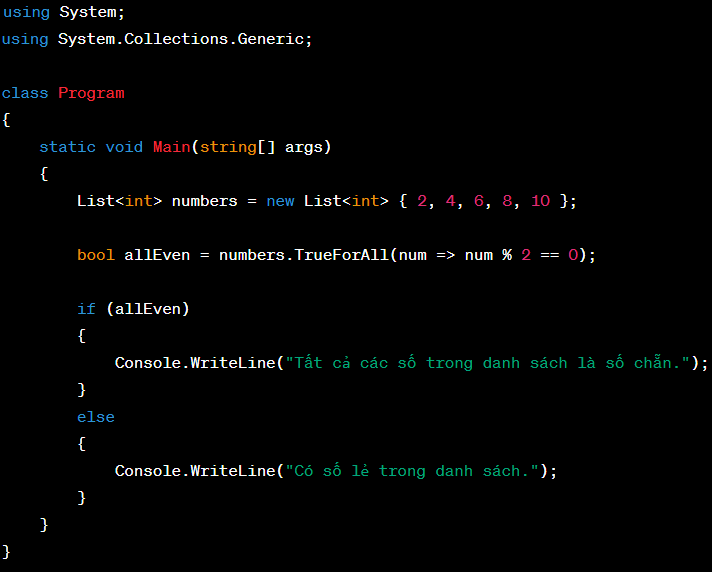 using System;
using System.Collections.Generic;

class Program
{
    static void Main(string[] args)
    {
        List<int> numbers = new List<int> { 2, 4, 6, 8, 10 };

        bool allEven = numbers.TrueForAll(num => num % 2 == 0);

        if (allEven)
        {
            Console.WriteLine("Tất cả các số trong danh sách là số chẵn.");
        }
        else
        {
            Console.WriteLine("Có số lẻ trong danh sách.");
        }
    }
}